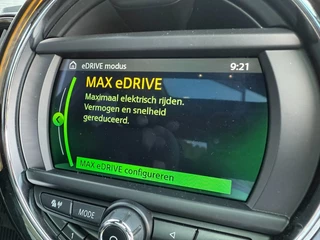 eDRIVE modus
9:21
MAX eDRIVE
Maximaal elektrisch rijden.
Vermogen en snelheid
gereduceerd.
MAX eDRIVE configureren
MODE